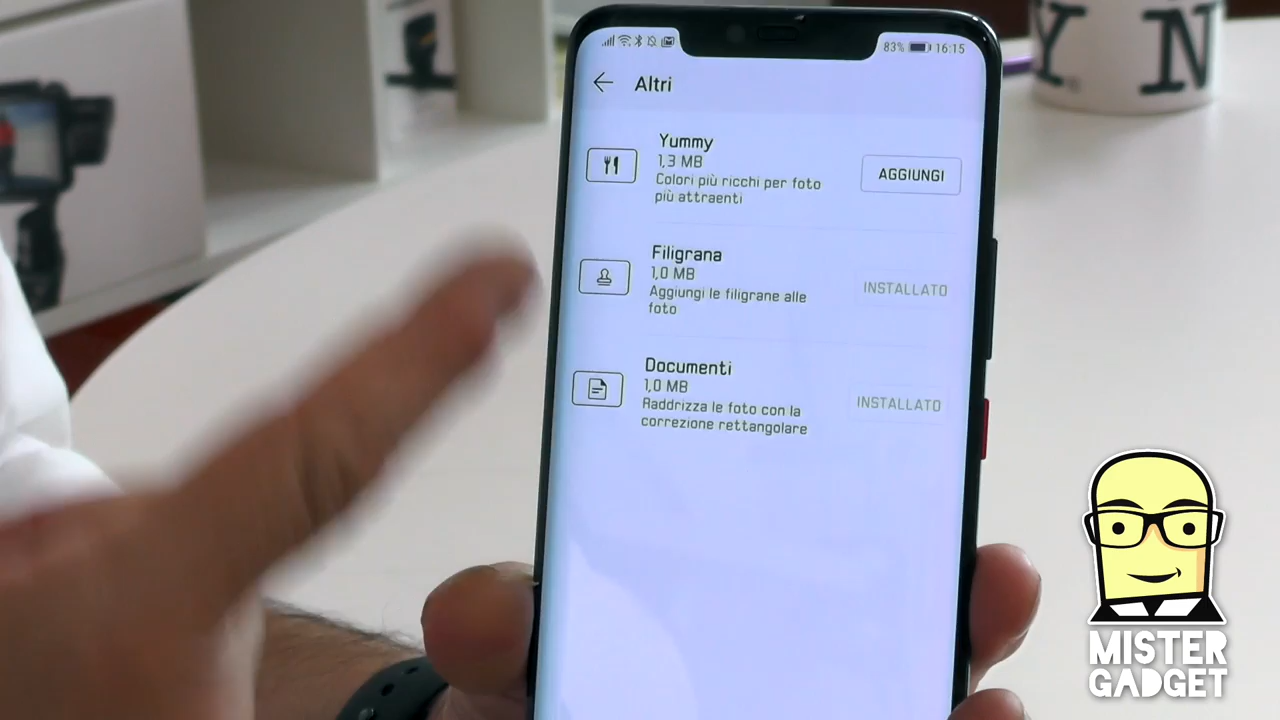 83% 16:15
Altri
Yummy
1,3 MB
Colori più ricchi per foto
più attraenti
AGGIUNGI
Filigrana
1,0 MB
Aggiungi le filigrane alle
foto
INSTALLATO
Documenti
1,0 MB
Raddrizza le foto con la
correzione rettangolare
INSTALLATO
Y N
MISTER
GADGET